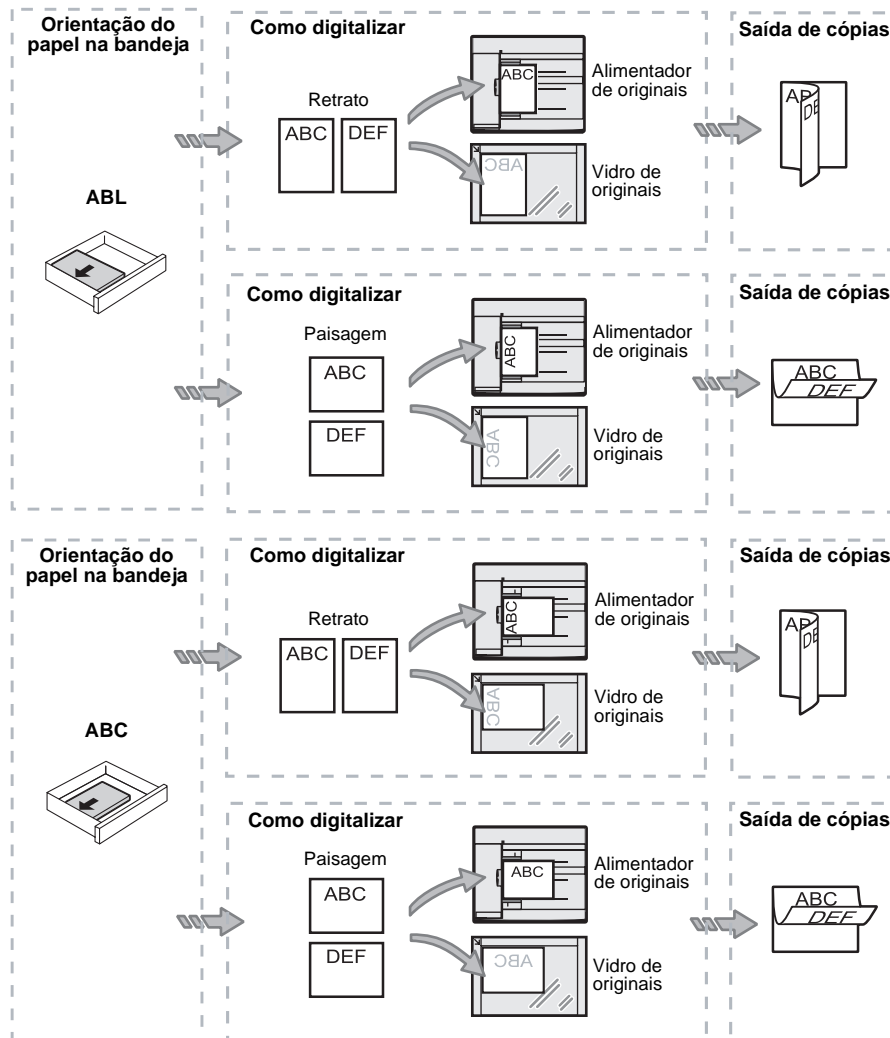 Orientação do
papel na bandeja
ABL
Como digitalizar
Retrato
ABC DEF
ABC
Alimentador
de originais
ABC
Vidro de
originais
Saída de cópias
DE
Como digitalizar
Paisagem
ABC
DEF
ABC
Alimentador
de originais
ABC
Vidro de
originais
Saída de cópias
ABC
DEF
Orientação do
papel na bandeja
ABC
Como digitalizar
Retrato
ABC DEF
ABC
Alimentador
de originais
ABC
Vidro de
originais
Saída de cópias
DE
Como digitalizar
Paisagem
ABC
DEF
ABC
Alimentador
de originais
ABC
Vidro de
originais
Saída de cópias
ABC
DEF